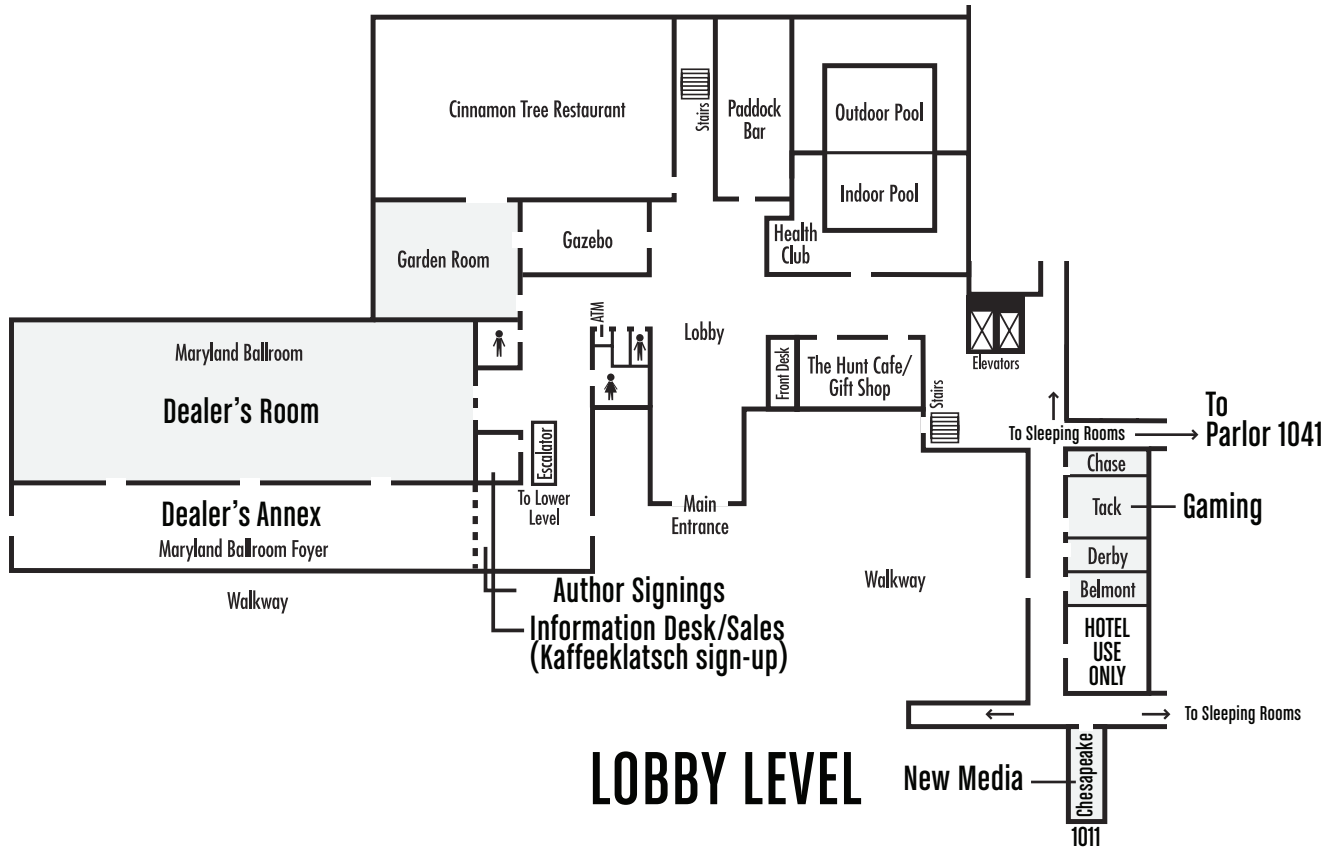 Cinnamon Tree Restaurant
Stairs
Paddock
Bar
Outdoor Pool
Indoor Pool
Health
Club
Garden Room
Gazebo
ATM
Lobby
Maryland Ballroom
Dealer's Room
Front Desk
The Hunt Cafe/
Gift Shop
Stairs
Elevators
To Sleeping Rooms
To
Parlor 1041
Escalator
To Lower
Level
Chase
Tack
Gaming
Derby
Belmont
HOTEL
USE
ONLY
Dealer's Annex
Maryland Ballroom Foyer
Main
Entrance
Walkway
Walkway
Author Signings
Information Desk/Sales
(Kaffeeklatsch sign-up)
To Sleeping Rooms
LOBBY LEVEL
New Media
Chesapeake
1011